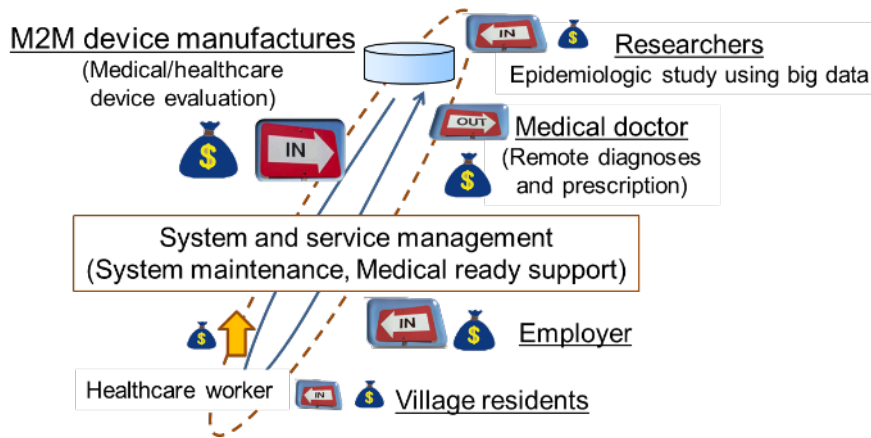 M2M device manufactures
(Medical/healthcare
device evaluation)
$
IN
IN
$
Researchers
Epidemiologic study using big data
OUT
Medical doctor
$
(Remote diagnoses
and prescription)
System and service management
(System maintenance, Medical ready support)
$
IN
$
Employer
Healthcare worker
IN
$
Village residents